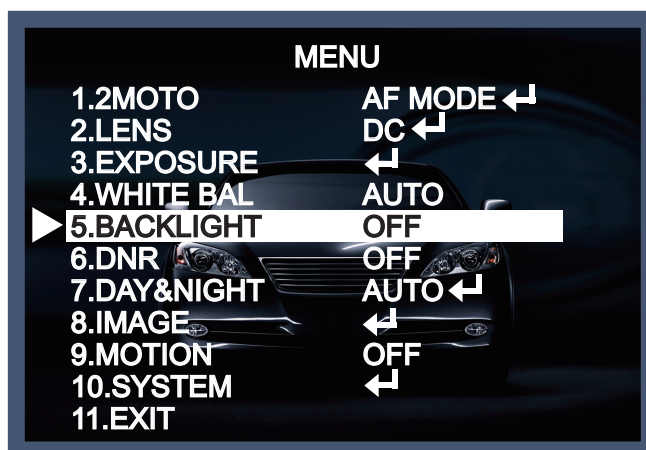 MENU
1.2MOTO AF MODE ↵
2.LENS DC ↵
3.EXPOSURE ↵
4.WHITE BAL AUTO
5.BACKLIGHT OFF
6.DNR OFF
7.DAY&NIGHT AUTO ↵
8.IMAGE ↵
9.MOTION OFF
10.SYSTEM ↵
11.EXIT